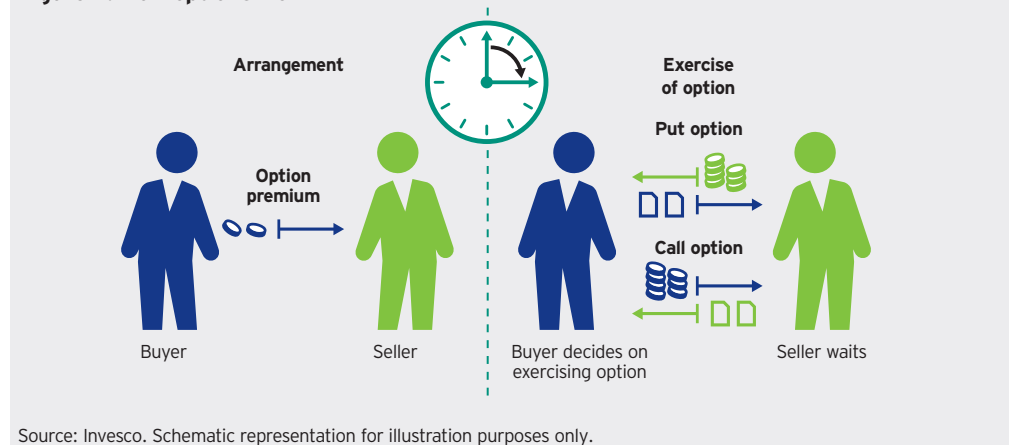 Arrangement
Exercise
of option
Put option
Option
premium
Call option
Buyer
Seller
Buyer decides on
exercising option
Seller waits
Source: Invesco. Schematic representation for illustration purposes only.